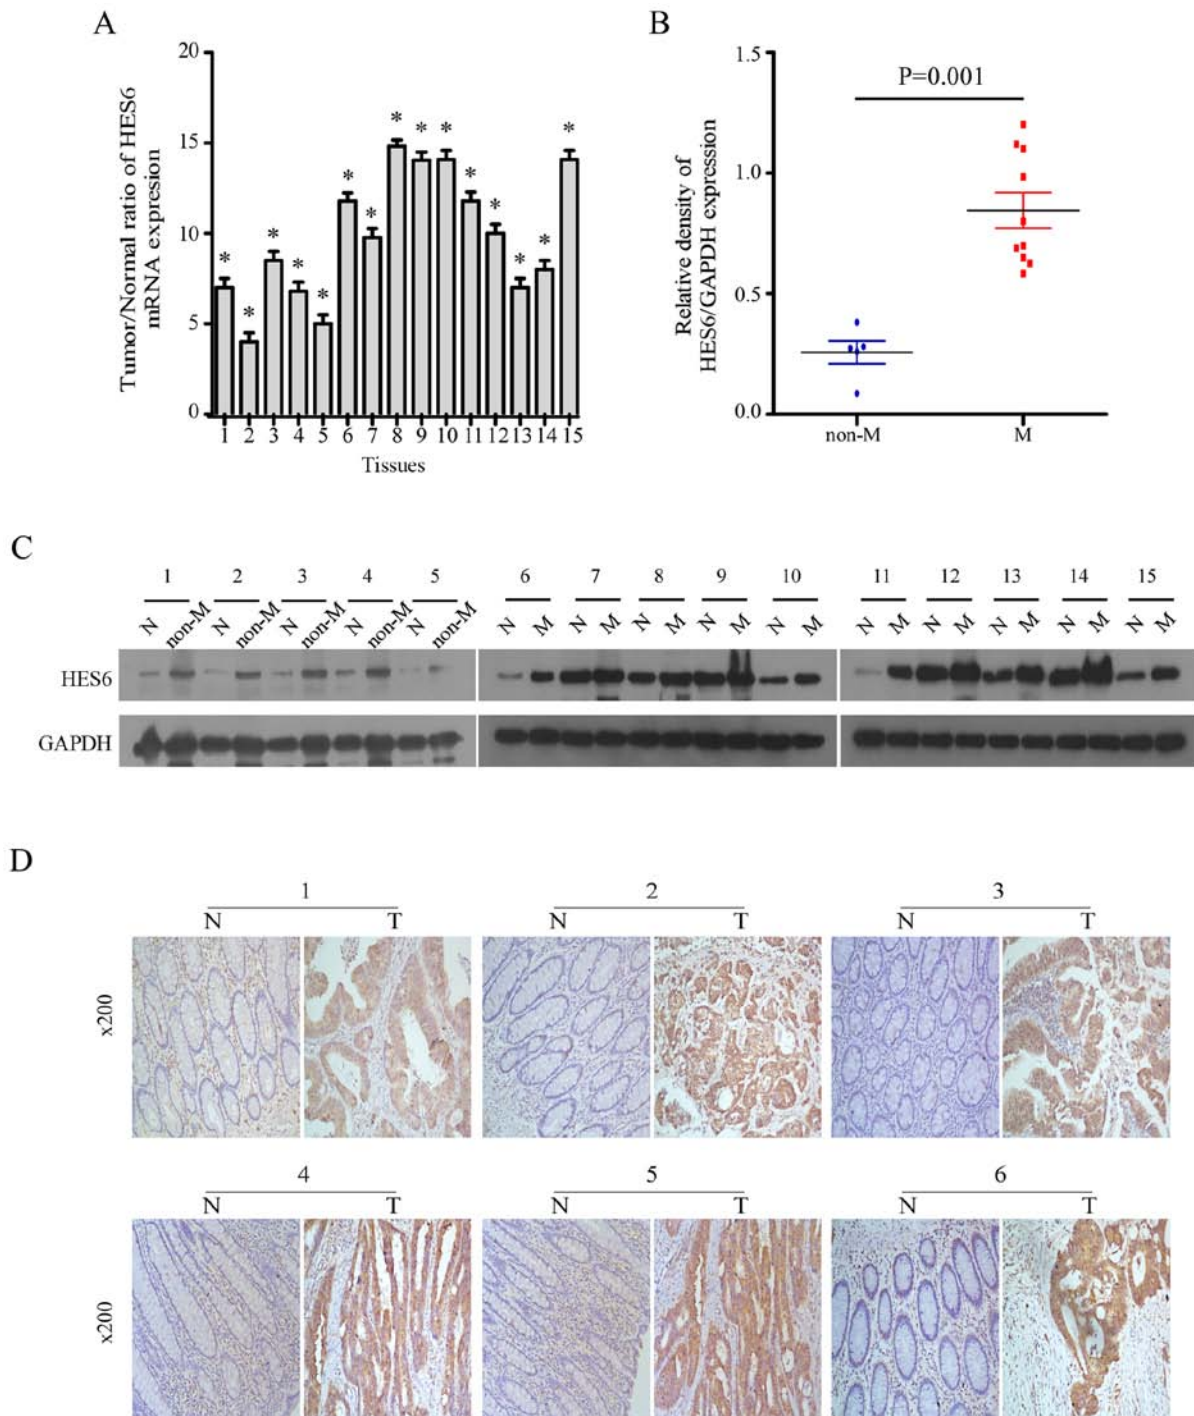 A
Tumor/Normal ratio of HES6
mRNA expresion
20
15
10
5
0
* * * * * * * * * * * * * * *
1 2 3 4 5 6 7 8 9 10 11 12 13 14 15
Tissues
B
Relative density of
HES6/GAPDH expression
1.5
1.0
0.5
0.0
P=0.001
non-M M
C
1 2 3 4 5 6 7 8 9 10 11 12 13 14 15
N non-M N non-M N non-M N non-M N non-M N M N M N M N M N M N M N M N M N M N M
HES6
GAPDH
D
1 2 3
N T N T N T
x200
4 5 6
N T N T N T
x200